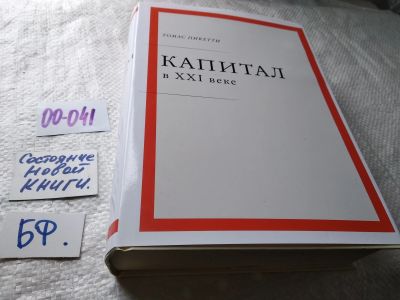 ТОМАС ПИКЕТТИ
КАПИТАЛ
в XXI веке
00-041
Состояние
новой
книги.
БФ.